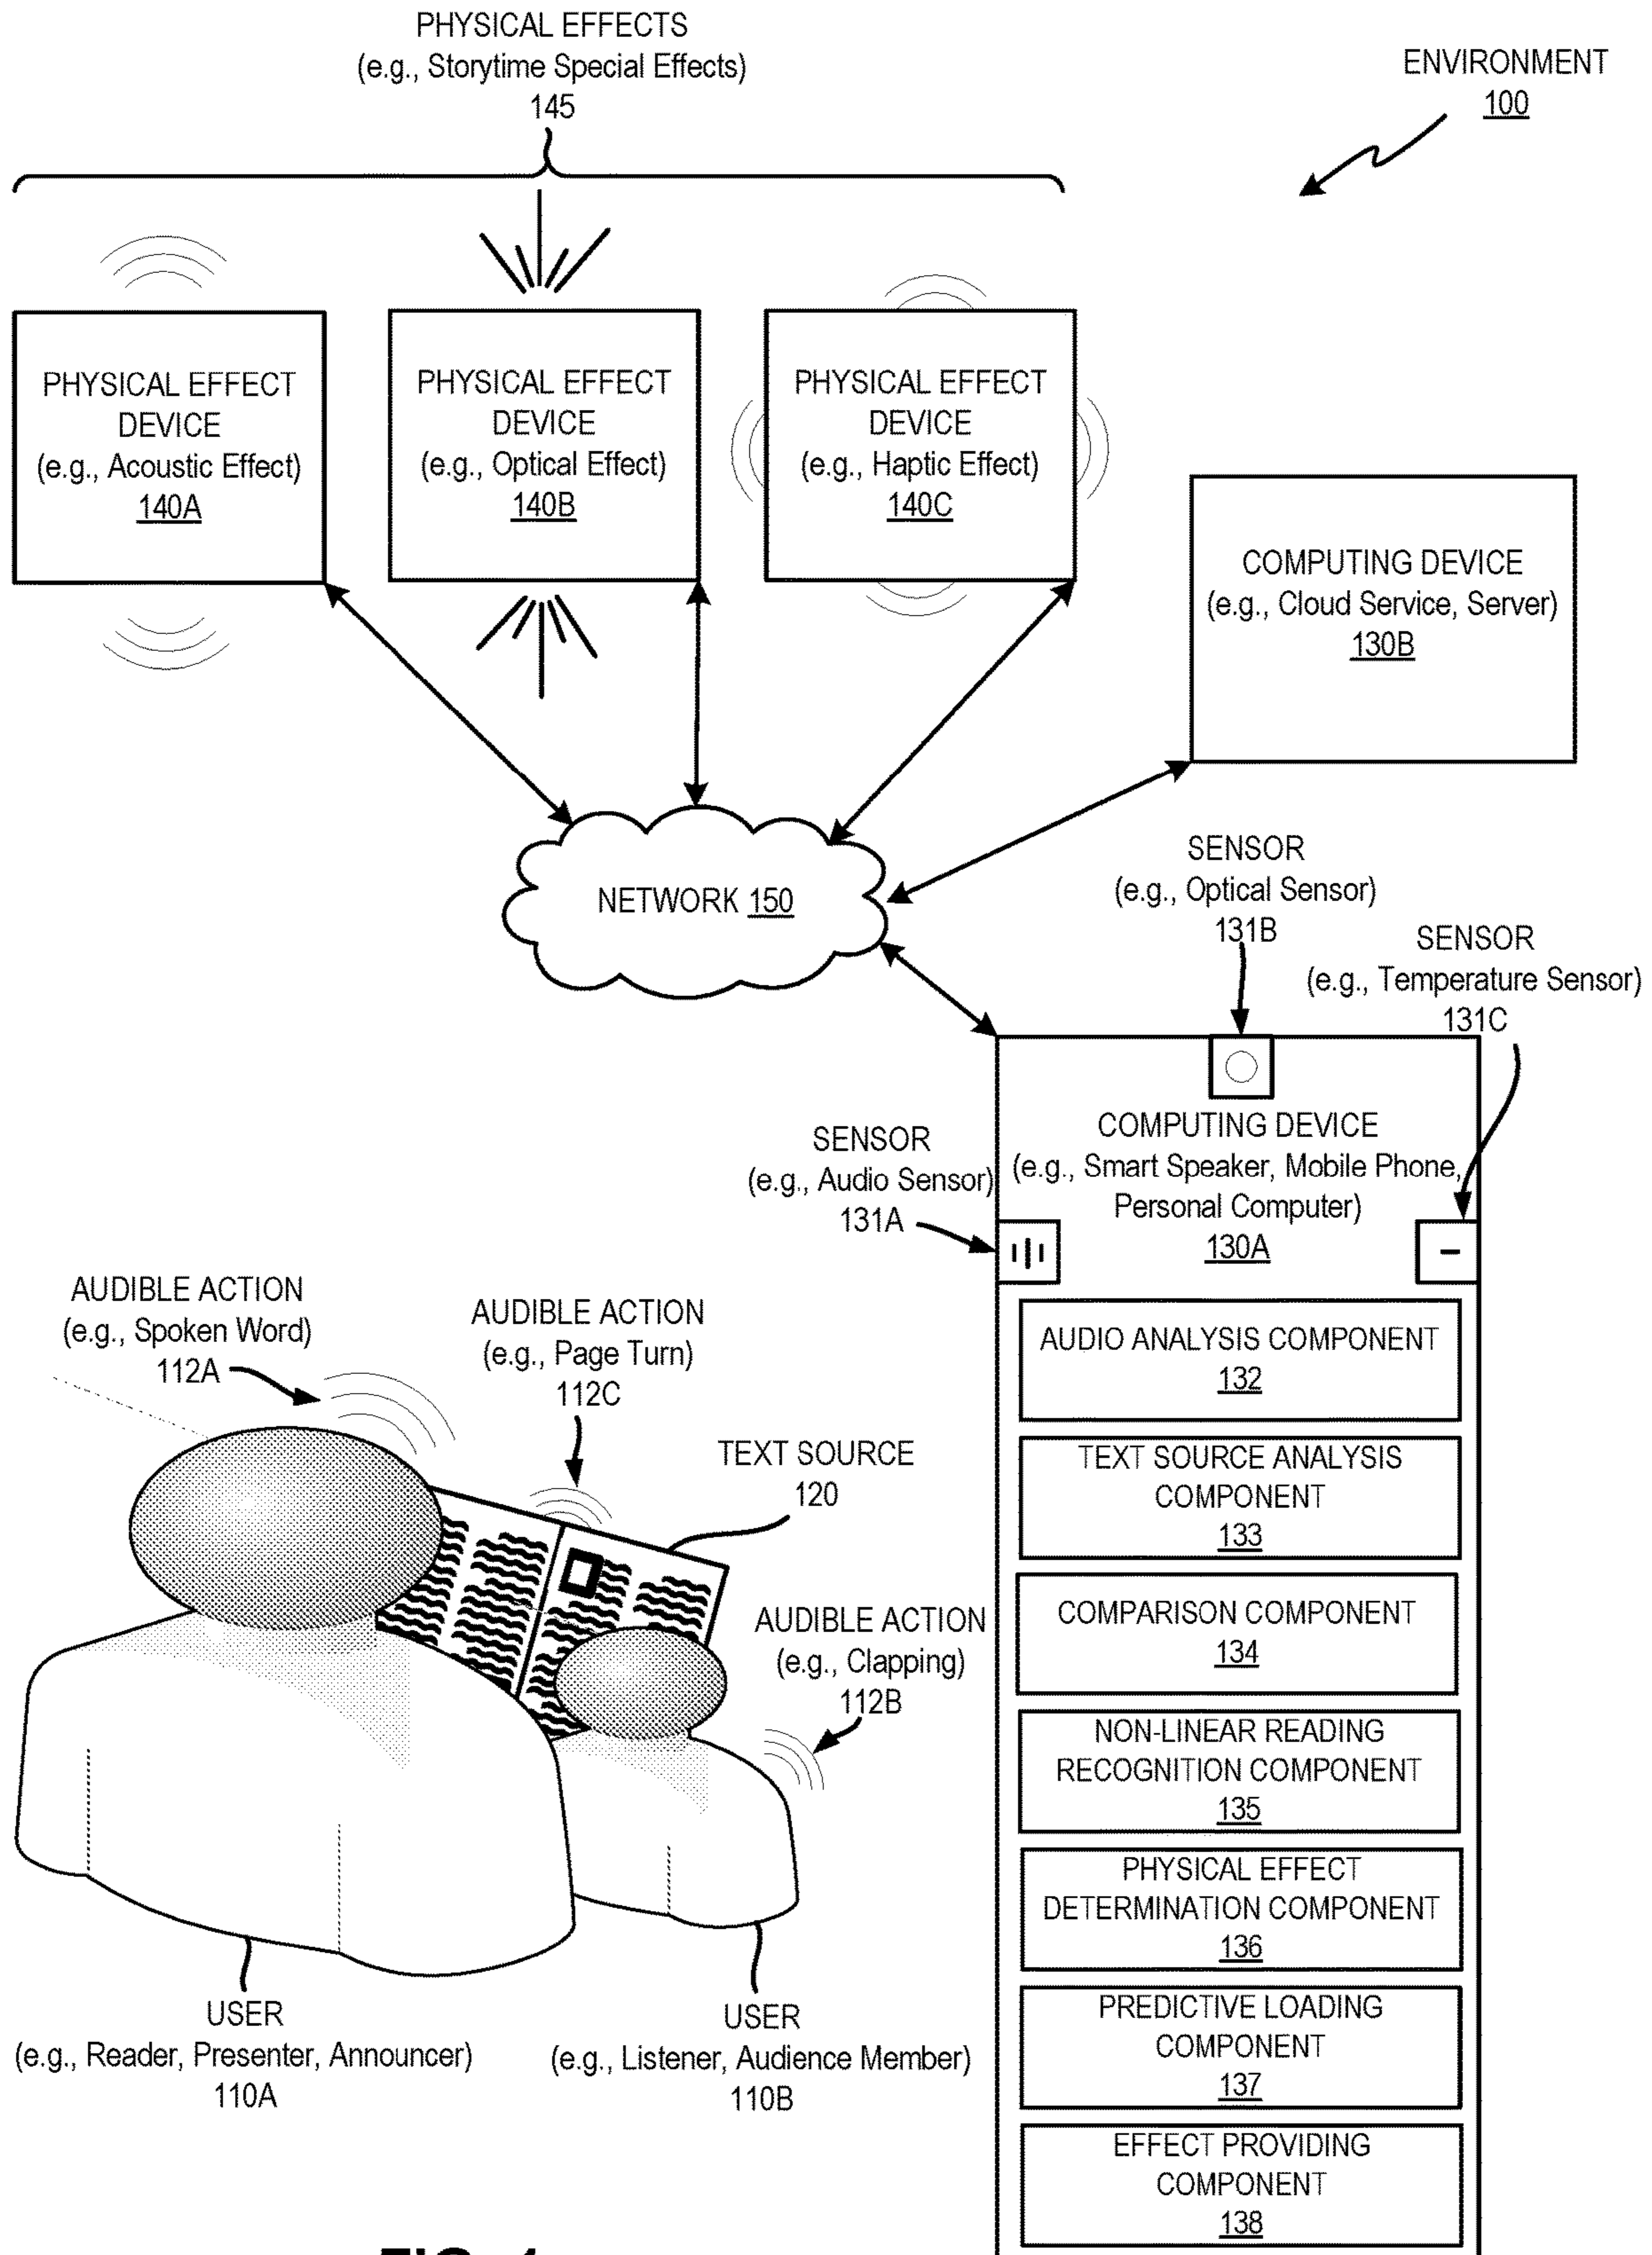 PHYSICAL EFFECTS
(e.g., Storytime Special Effects)
145
ENVIRONMENT
100
PHYSICAL EFFECT
DEVICE
(e.g., Acoustic Effect)
140A
PHYSICAL EFFECT
DEVICE
(e.g., Optical Effect)
140B
PHYSICAL EFFECT
DEVICE
(e.g., Haptic Effect)
140C
COMPUTING DEVICE
(e.g., Cloud Service, Server)
130B
NETWORK 150
SENSOR
(e.g., Optical Sensor)
131B
SENSOR
(e.g., Temperature Sensor)
131C
SENSOR
(e.g., Audio Sensor)
131A
COMPUTING DEVICE
(e.g., Smart Speaker, Mobile Phone,
Personal Computer)
130A
AUDIBLE ACTION
(e.g., Spoken Word)
112A
AUDIBLE ACTION
(e.g., Page Turn)
112C
TEXT SOURCE
120
AUDIBLE ACTION
(e.g., Clapping)
112B
AUDIO ANALYSIS COMPONENT
132
TEXT SOURCE ANALYSIS
COMPONENT
133
COMPARISON COMPONENT
134
NON-LINEAR READING
RECOGNITION COMPONENT
135
PHYSICAL EFFECT
DETERMINATION COMPONENT
136
PREDICTIVE LOADING
COMPONENT
137
EFFECT PROVIDING
COMPONENT
138
USER
(e.g., Reader, Presenter, Announcer)
110A
USER
(e.g., Listener, Audience Member)
110B